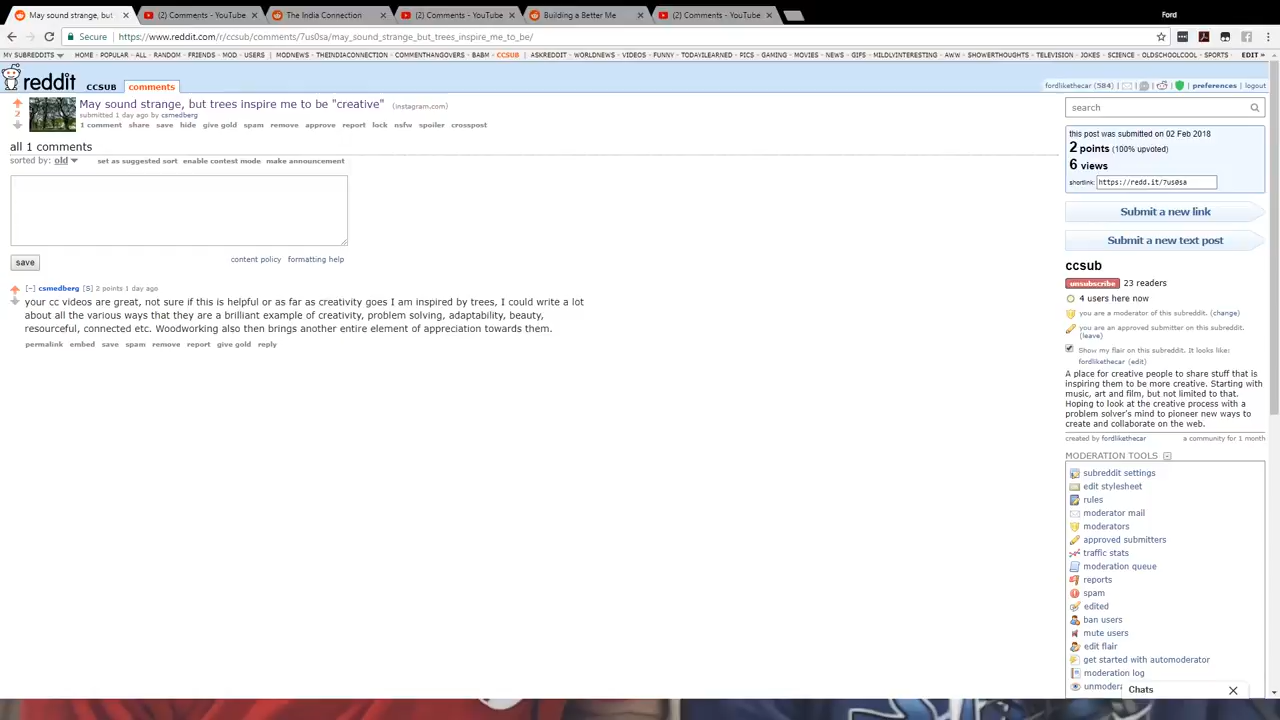 May sound strange, but
(2) Comments - YouTube
The India Connection
(2) Comments - YouTube
Building a Better Me
(2) Comments - YouTube
Ford
Secure https://www.reddit.com/r/ccsub/comments/7us0sa/may_sound_strange_but_trees_inspire_me_to_be/
MY SUBREDDITS HOME - POPULAR - ALL - RANDOM - FRIENDS - MOD - USERS | MODNEWS - THEINDIACONNECTION - COMMENTHANGOVERS - BABM - CCSUB | ASKREDDIT - WORLDNEWS - VIDEOS - FUNNY - TODAYILEARNED - PICS - GAMING - MOVIES - NEWS - GIFS - MILDLYINTERESTING - AWW - SHOWERTHOUGHTS - TELEVISION - JOKES - SCIENCE - OLDSCHOOLCOOL - SPORTS EDIT »
reddit CCSUB comments
fordlikethecar (584) | preferences | logout
May sound strange, but trees inspire me to be "creative" (instagram.com)
submitted 1 day ago by csmedberg
2
1 comment share save hide give gold spam remove approve report lock nsfw spoiler crosspost
all 1 comments
sorted by: old set as suggested sort enable contest mode make announcement
save
content policy formatting help
[–] csmedberg [S] 2 points 1 day ago
your cc videos are great, not sure if this is helpful or as far as creativity goes I am inspired by trees, I could write a lot
about all the various ways that they are a brilliant example of creativity, problem solving, adaptability, beauty,
resourceful, connected etc. Woodworking also then brings another entire element of appreciation towards them.
permalink embed save spam remove report give gold reply
search
this post was submitted on 02 Feb 2018
2 points (100% upvoted)
6 views
shortlink: https://redd.it/7us0sa
Submit a new link
Submit a new text post
ccsub
unsubscribe 23 readers
4 users here now
you are a moderator of this subreddit. (change)
you are an approved submitter on this subreddit.
(leave)
Show my flair on this subreddit. It looks like:
fordlikethecar (edit)
A place for creative people to share stuff that is
inspiring them to be more creative. Starting with
music, art and film, but not limited to that.
Hoping to look at the creative process with a
problem solver's mind to pioneer new ways to
create and collaborate on the web.
created by fordlikethecar a community for 1 month
MODERATION TOOLS
subreddit settings
edit stylesheet
rules
moderator mail
moderators
approved submitters
traffic stats
moderation queue
reports
spam
edited
ban users
mute users
edit flair
get started with automoderator
moderation log
unmodera
Chats